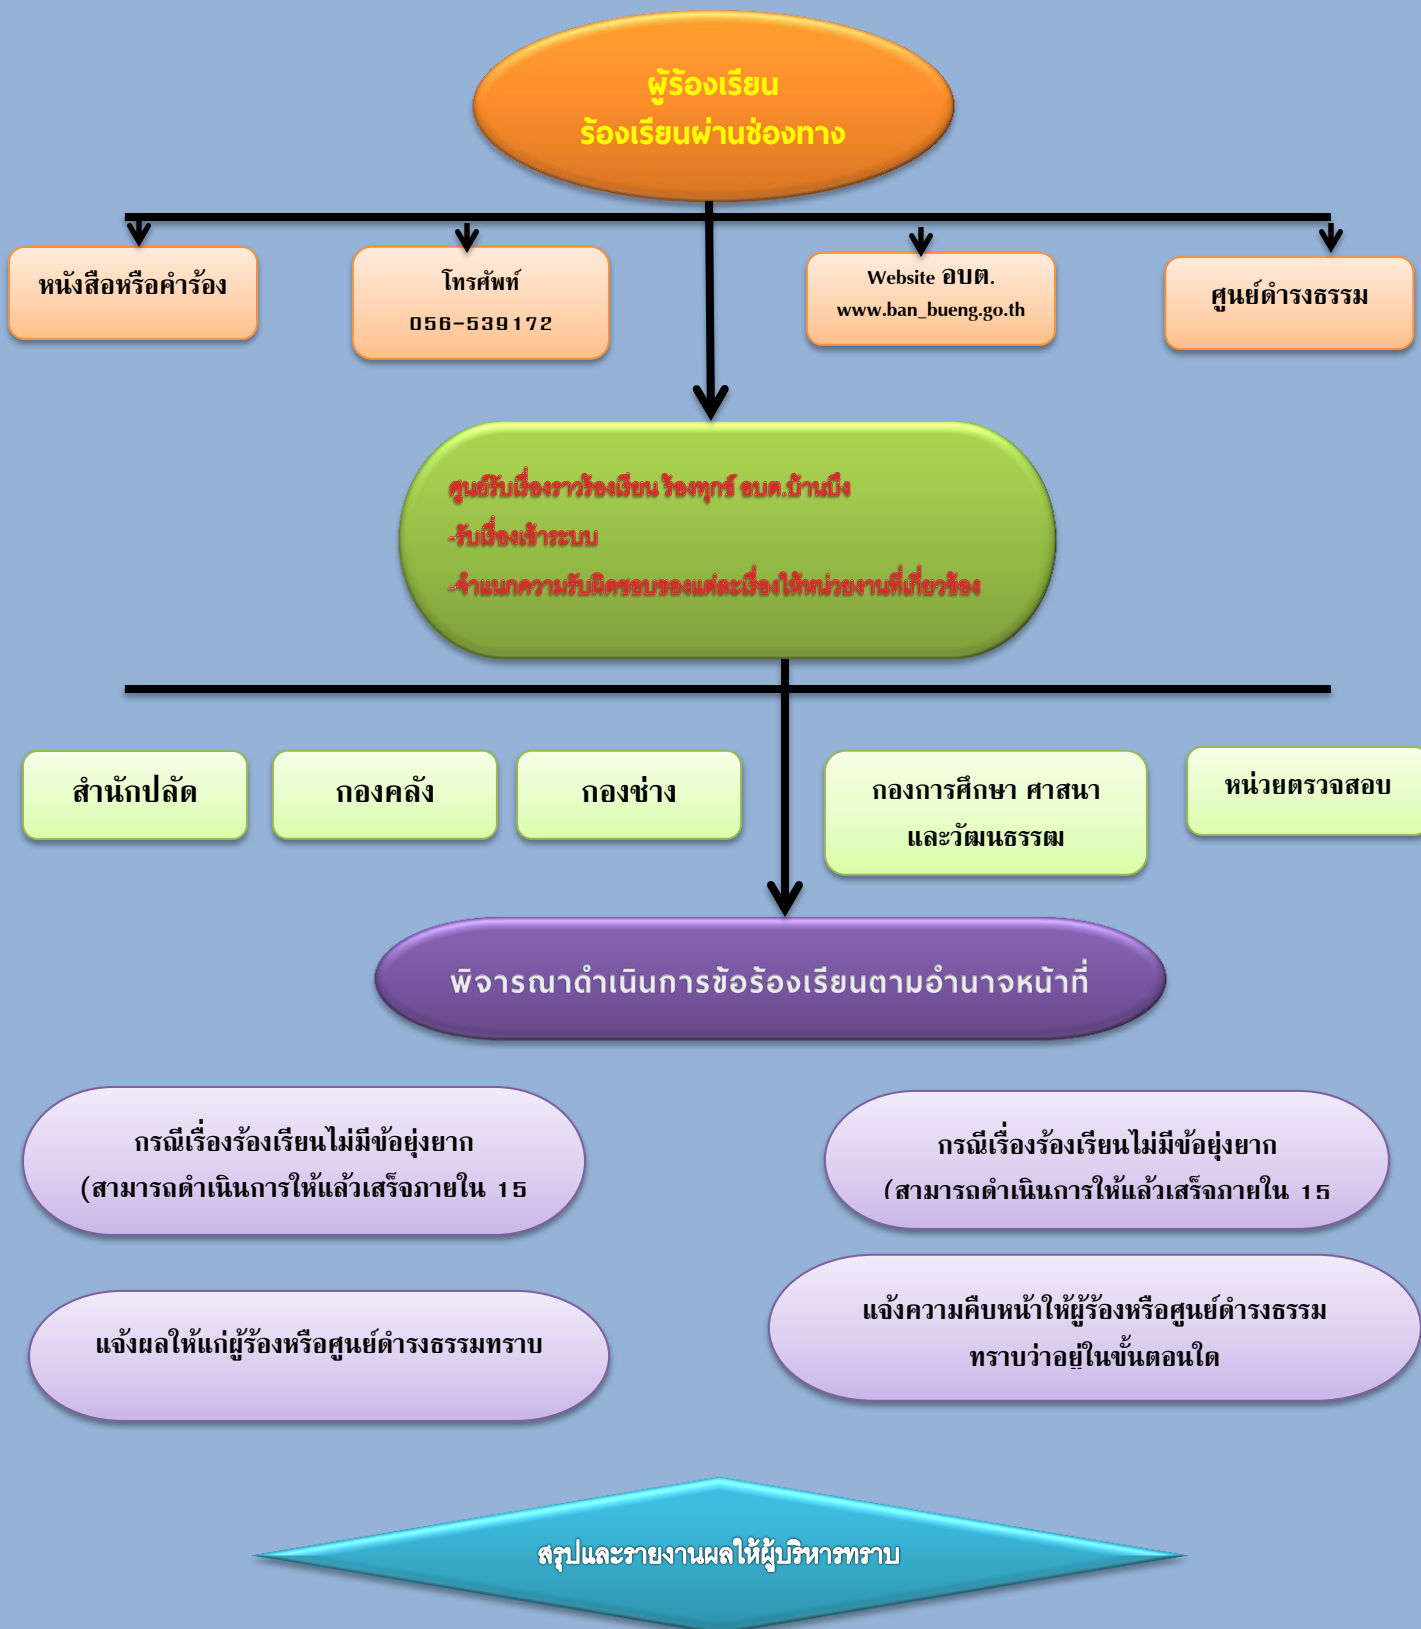 ผู้ร้องเรียน
ร้องเรียนผ่านช่องทาง
หนังสือหรือคำร้อง
โทรศัพท์
056-539172
Website อบต.
www.ban_bueng.go.th
ศูนย์ดำรงธรรม
ศูนย์รับเรื่องราวร้องเรียน ร้องทุกข์ อบต.บ้านบึง
-รับเรื่องเข้าระบบ
-จำแนกความรับผิดชอบของแต่ละเรื่องให้หน่วยงานที่เกี่ยวข้อง
สำนักปลัด
กองคลัง
กองช่าง
กองการศึกษา ศาสนา
และวัฒนธรรฒ
หน่วยตรวจสอบ
พิจารณาดำเนินการข้อร้องเรียนตามอำนาจหน้าที่
กรณีเรื่องร้องเรียนไม่มีข้อยุ่งยาก
(สามารถดำเนินการให้แล้วเสร็จภายใน 15
กรณีเรื่องร้องเรียนไม่มีข้อยุ่งยาก
(สามารถดำเนินการให้แล้วเสร็จภายใน 15
แจ้งผลให้แก่ผู้ร้องหรือศูนย์ดำรงธรรมทราบ
แจ้งความคืบหน้าให้ผู้ร้องหรือศูนย์ดำรงธรรม
ทราบว่าอยู่ในขั้นตอนใด
สรุปและรายงานผลให้ผู้บริหารทราบ